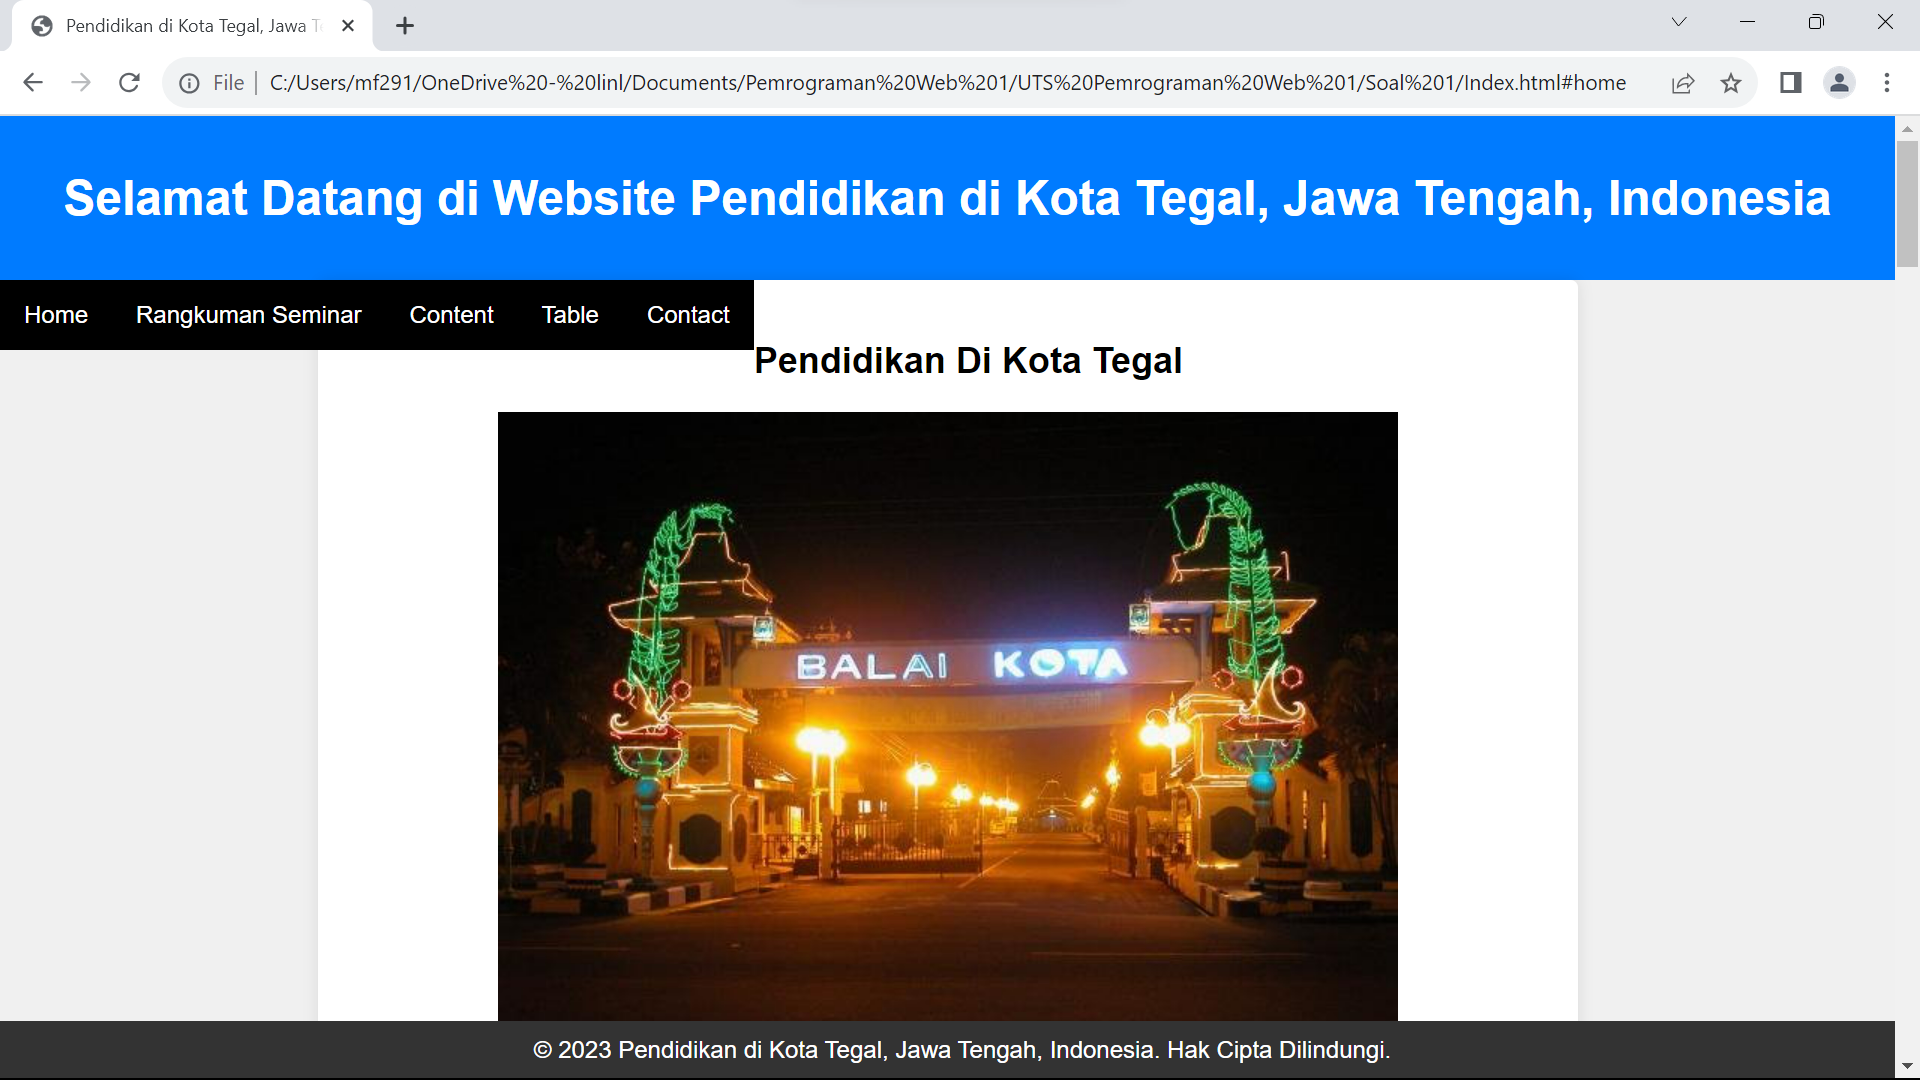 Pendidikan di Kota Tegal, Jawa T
File
C:/Users/mf291/OneDrive%20-%20linl/Documents/Pemrograman%20Web%201/UTS%20Pemrograman%20Web%201/Soal%201/Index.html#home
Selamat Datang di Website Pendidikan di Kota Tegal, Jawa Tengah, Indonesia
Home Rangkuman Seminar Content Table Contact
Pendidikan Di Kota Tegal
BALAI KOTA
© 2023 Pendidikan di Kota Tegal, Jawa Tengah, Indonesia. Hak Cipta Dilindungi.